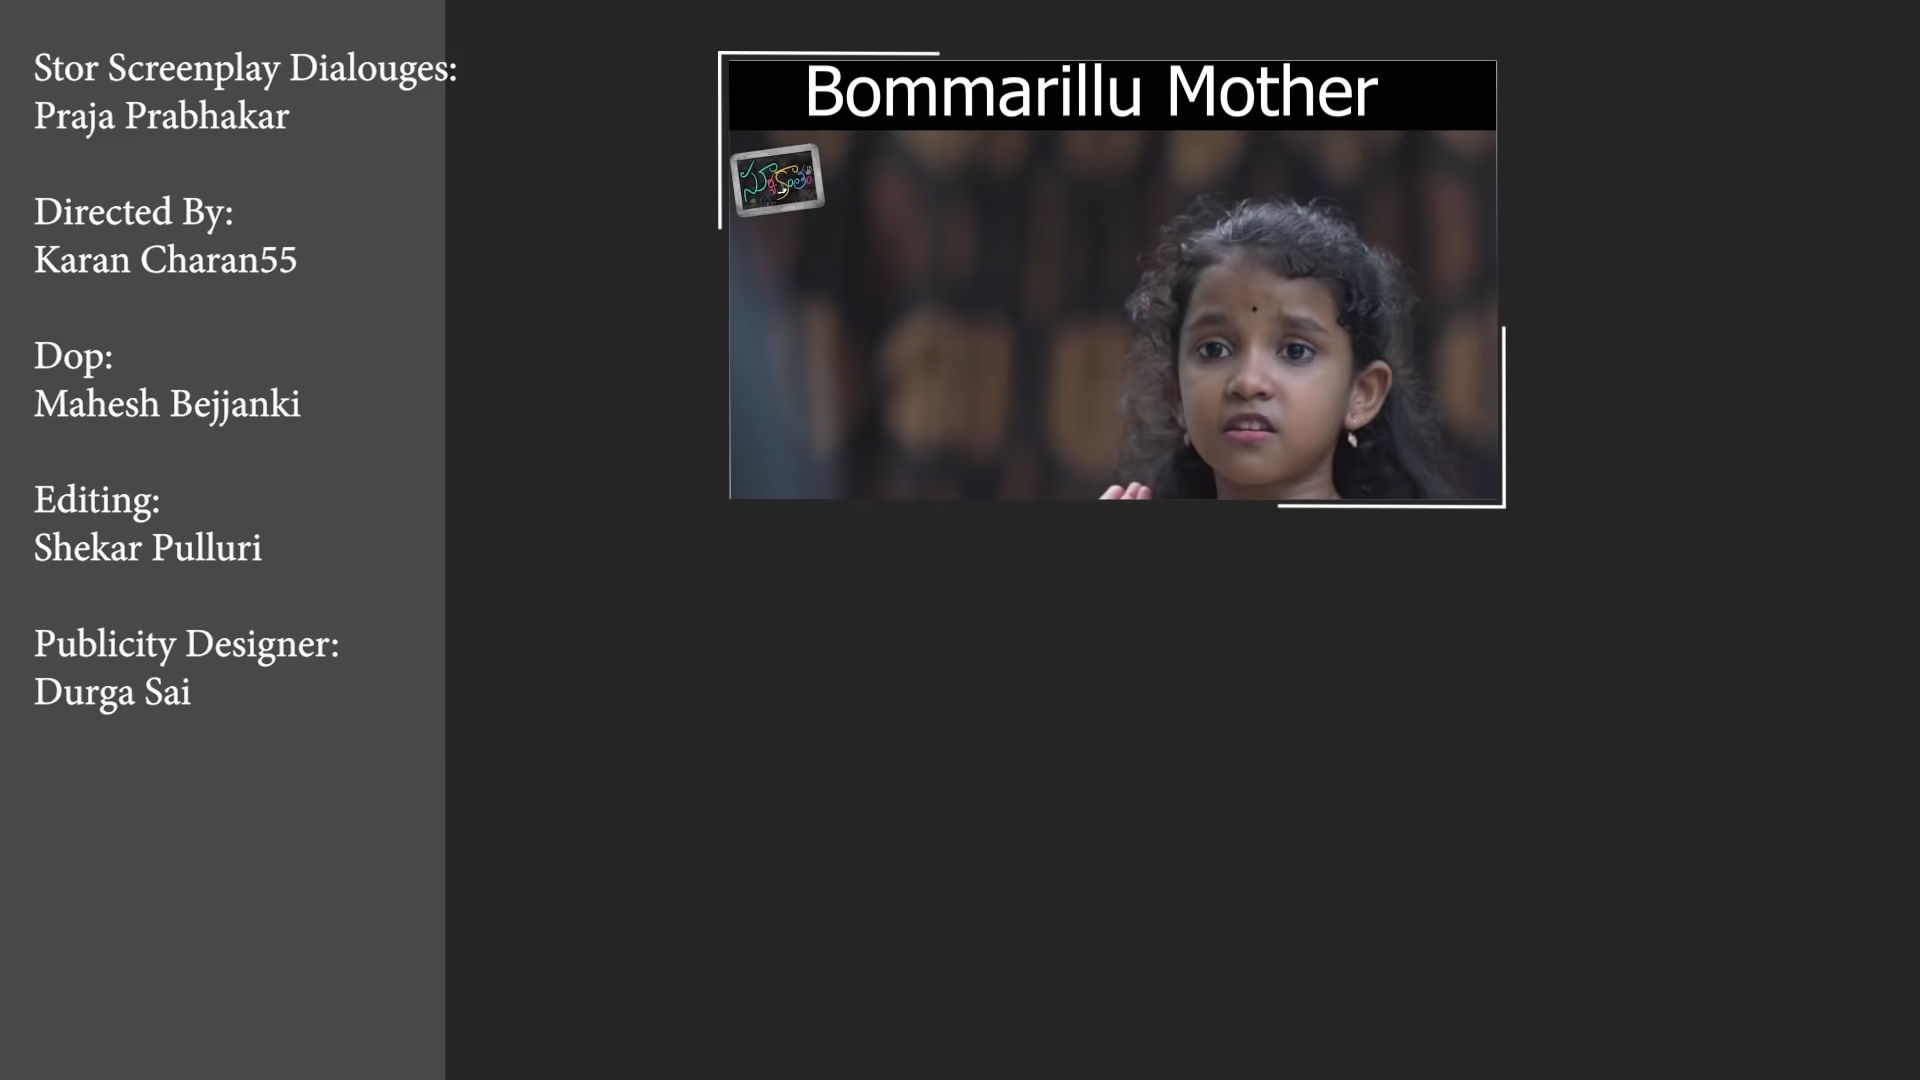 Stor Screenplay Dialouges:
Praja Prabhakar
Directed By:
Karan Charan55
Dop:
Mahesh Bejjanki
Editing:
Shekar Pulluri
Publicity Designer:
Durga Sai
Bommarillu Mother
సూర్యకాంతం